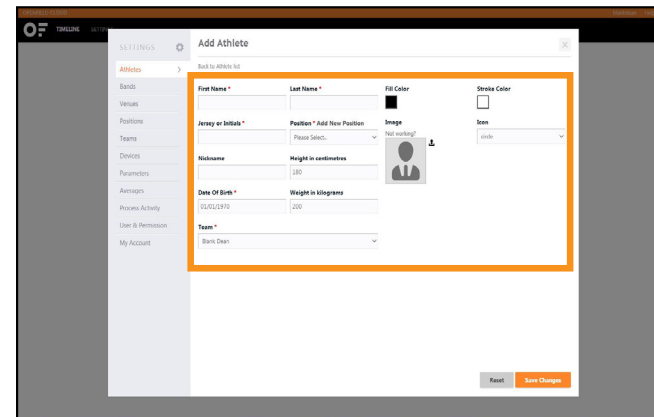 OF TIMELINE
SETTINGS
Add Athlete
Back to Athlete list
Athletes >
Bands
Venues
Positions
Teams
Devices
Parameters
Averages
Process Activity
User & Permission
My Account
First Name *
Last Name *
Fill Color
Stroke Color
Jersey or Initials *
Position * Add New Position
Please Select..
Image
Not working?
Icon
circle
Nickname
Height in centimetres
180
Date Of Birth *
01/01/1970
Weight in kilograms
200
Team *
Blank Dean
Reset
Save Changes